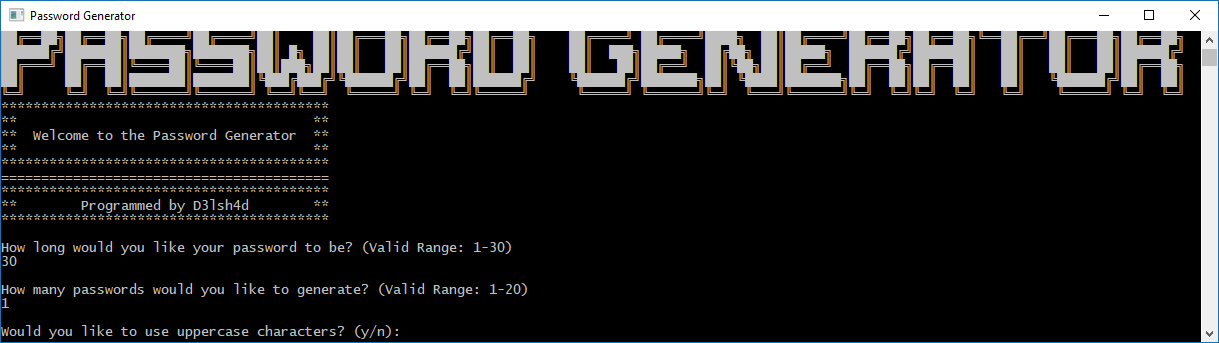 Password Generator
PASSWORD GENERATOR
*****************************************
**                                     **
**  Welcome to the Password Generator  **
**                                     **
*****************************************
=========================================
*****************************************
**        Programmed by D3lsh4d        **
*****************************************
How long would you like your password to be? (Valid Range: 1-30)
30
How many passwords would you like to generate? (Valid Range: 1-20)
1
Would you like to use uppercase characters? (y/n):